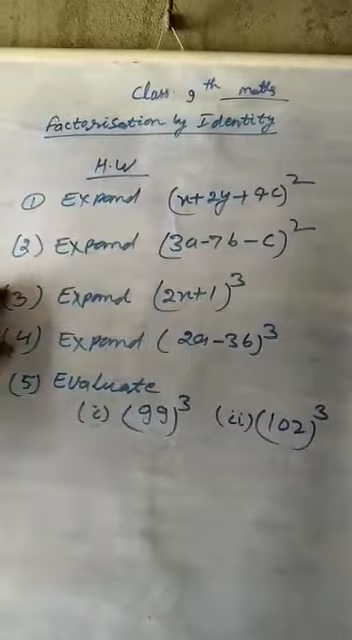 Class 9th maths
Factorisation by Identity
H.W
(1) Expand (x+2y+4c)²
(2) Expand (3a-7b-c)²
(3) Expand (2x+1)³
(4) Expand (2a-3b)³
(5) Evaluate
(i) (99)³ (ii) (102)³